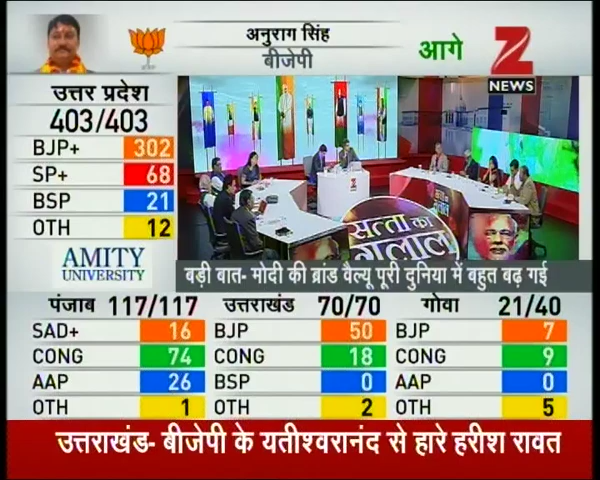 अनुराग सिंह
बीजेपी
आगे
Z
NEWS
उत्तर प्रदेश
403/403
BJP+ 302
SP+ 68
BSP 21
OTH 12
सत्ता का
गुलाल
AMITY
UNIVERSITY
बड़ी बात- मोदी की ब्रांड वैल्यू पूरी दुनिया में बहुत बढ़ गई
पंजाब 117/117
SAD+ 16
CONG 74
AAP 26
OTH 1
उत्तराखंड 70/70
BJP 50
CONG 18
BSP 0
OTH 2
गोवा 21/40
BJP 7
CONG 9
AAP 0
OTH 5
उत्तराखंड- बीजेपी के यतीश्वरानंद से हारे हरीश रावत